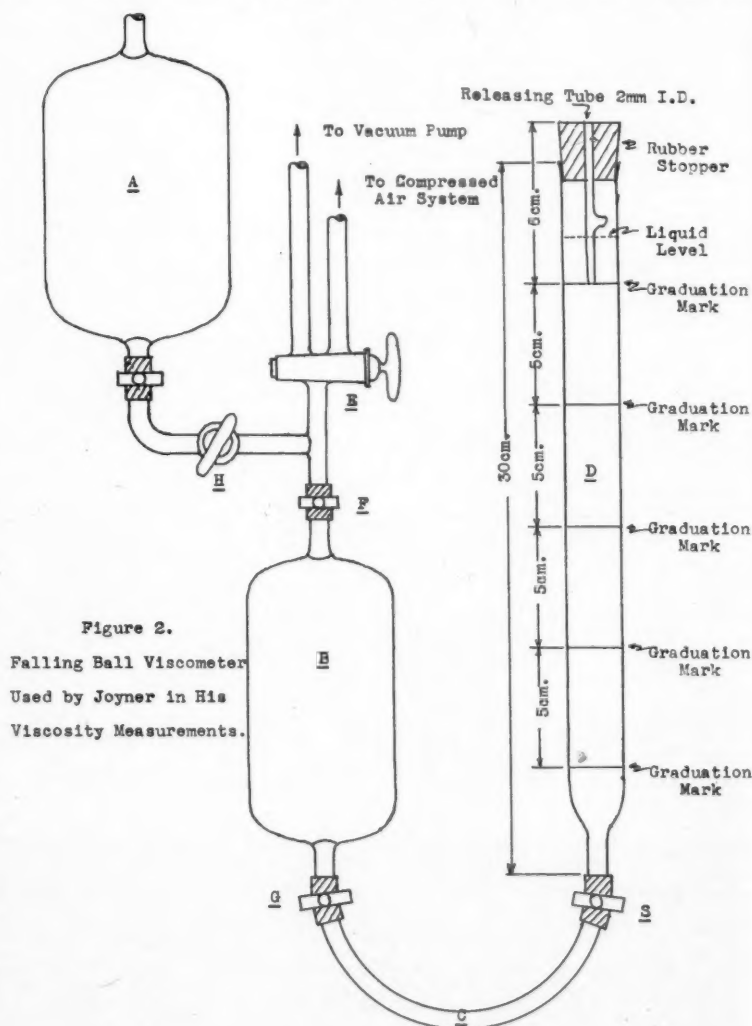 Releasing Tube 2mm I.D.
To Vacuum Pump
Rubber
Stopper
A
To Compressed
Air System
6cm.
Liquid
Level
Graduation
Mark
5cm.
E
Graduation
Mark
30cm.
5cm.
D
H
F
Graduation
Mark
5cm.
Figure 2.
Falling Ball Viscometer
Used by Joyner in His
Viscosity Measurements.
B
Graduation
Mark
5cm.
Graduation
Mark
G
S
C